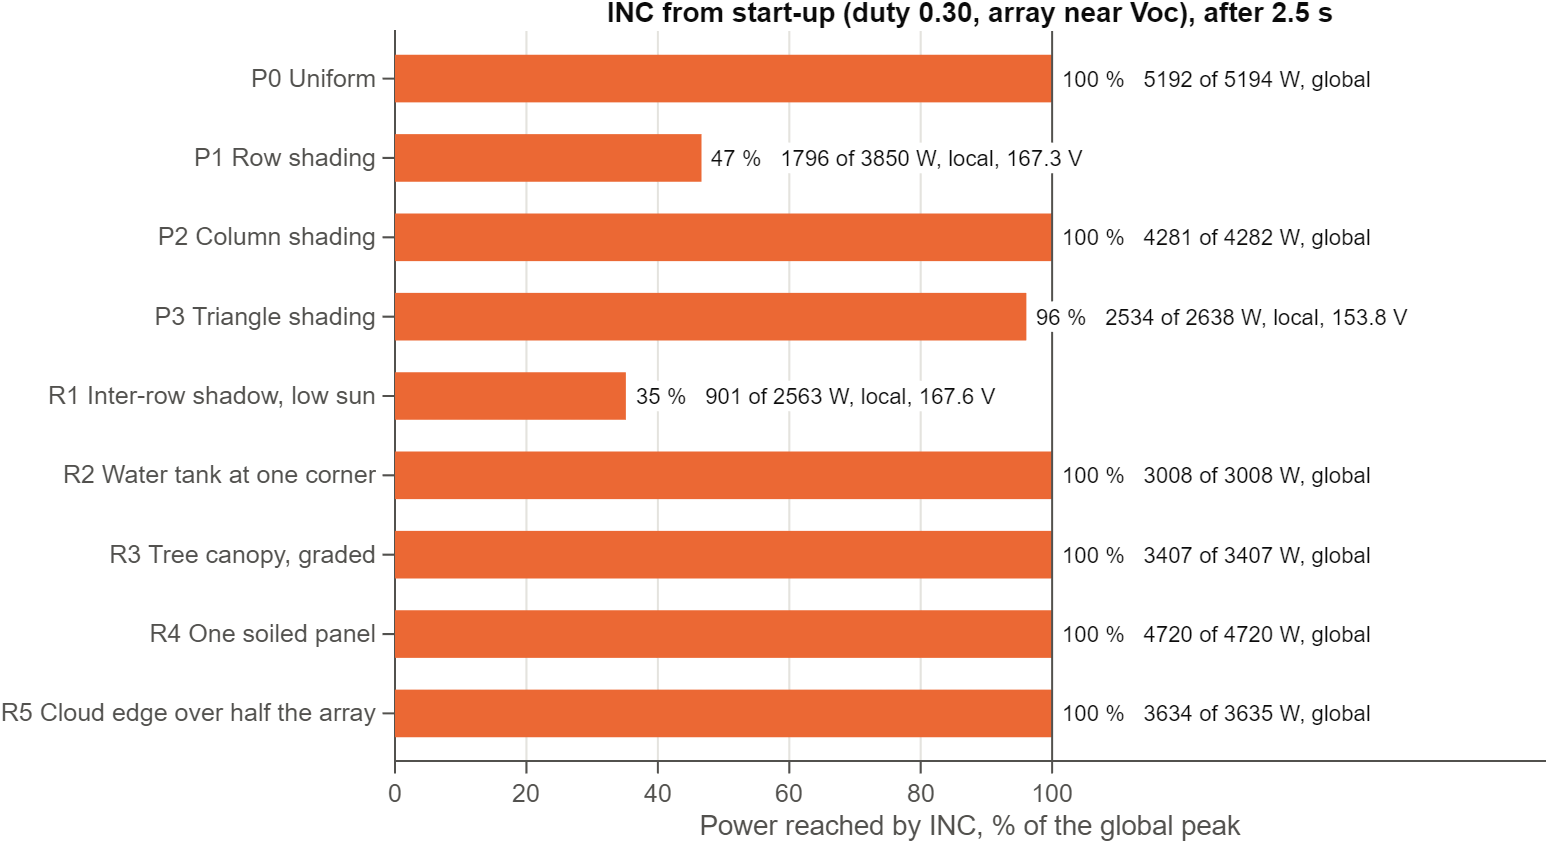 INC from start-up (duty 0.30, array near Voc), after 2.5 s
P0 Uniform 100 % 5192 of 5194 W, global
P1 Row shading 47 % 1796 of 3850 W, local, 167.3 V
P2 Column shading 100 % 4281 of 4282 W, global
P3 Triangle shading 96 % 2534 of 2638 W, local, 153.8 V
R1 Inter-row shadow, low sun 35 % 901 of 2563 W, local, 167.6 V
R2 Water tank at one corner 100 % 3008 of 3008 W, global
R3 Tree canopy, graded 100 % 3407 of 3407 W, global
R4 One soiled panel 100 % 4720 of 4720 W, global
R5 Cloud edge over half the array 100 % 3634 of 3635 W, global
0 20 40 60 80 100
Power reached by INC, % of the global peak